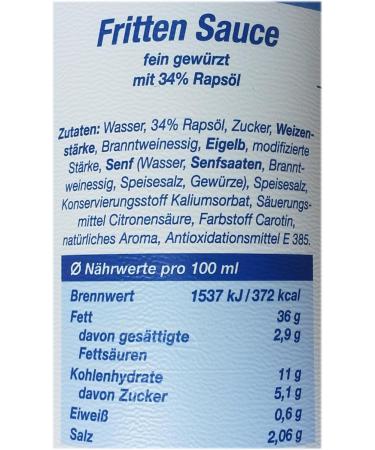 Fritten Sauce
fein gewürzt
mit 34% Rapsöl
Zutaten: Wasser, 34% Rapsöl, Zucker, Weizen-
stärke, Branntweinessig, Eigelb, modifizierte
Stärke, Senf (Wasser, Senfsaaten, Brannt-
weinessig, Speisesalz, Gewürze), Speisesalz,
Konservierungsstoff Kaliumsorbat, Säuerungs-
mittel Citronensäure, Farbstoff Carotin,
natürliches Aroma, Antioxidationsmittel E 385.
Ø Nährwerte pro 100 ml
Brennwert 1537 kJ / 372 kcal
Fett 36 g
davon gesättigte 2,9 g
Fettsäuren
Kohlenhydrate 11 g
davon Zucker 5,1 g
Eiweiß 0,6 g
Salz 2,06 g